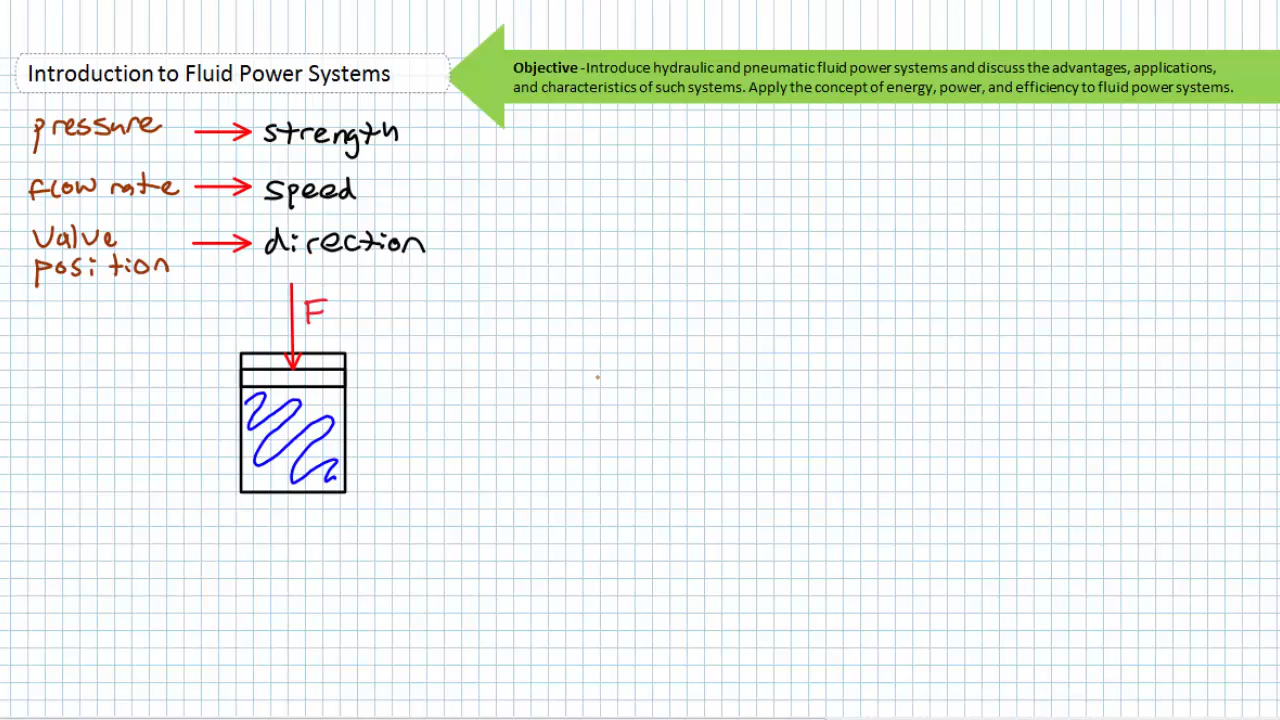 Introduction to Fluid Power Systems
Objective -Introduce hydraulic and pneumatic fluid power systems and discuss the advantages, applications,
and characteristics of such systems. Apply the concept of energy, power, and efficiency to fluid power systems.
pressure → strength
flow rate → speed
Valve position → direction
F